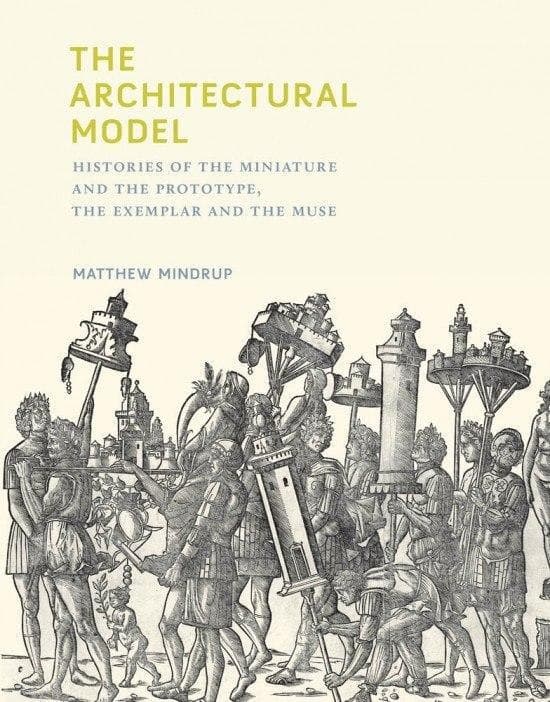 THE
ARCHITECTURAL
MODEL
HISTORIES OF THE MINIATURE
AND THE PROTOTYPE,
THE EXEMPLAR AND THE MUSE
MATTHEW MINDRUP